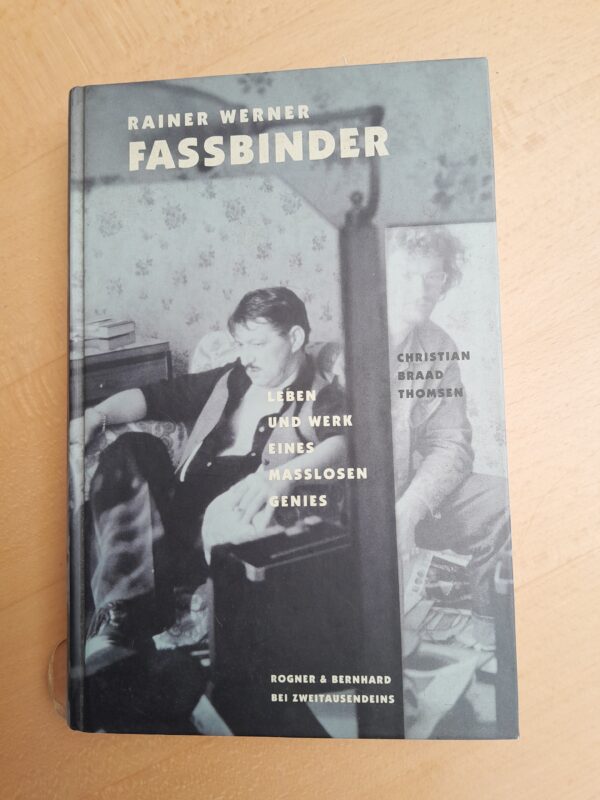 RAINER WERNER
FASSBINDER
CHRISTIAN
BRAAD
THOMSEN
LEBEN
UND WERK
EINES
MASSLOSEN
GENIES
ROGNER & BERNHARD
BEI ZWEITAUSENDEINS